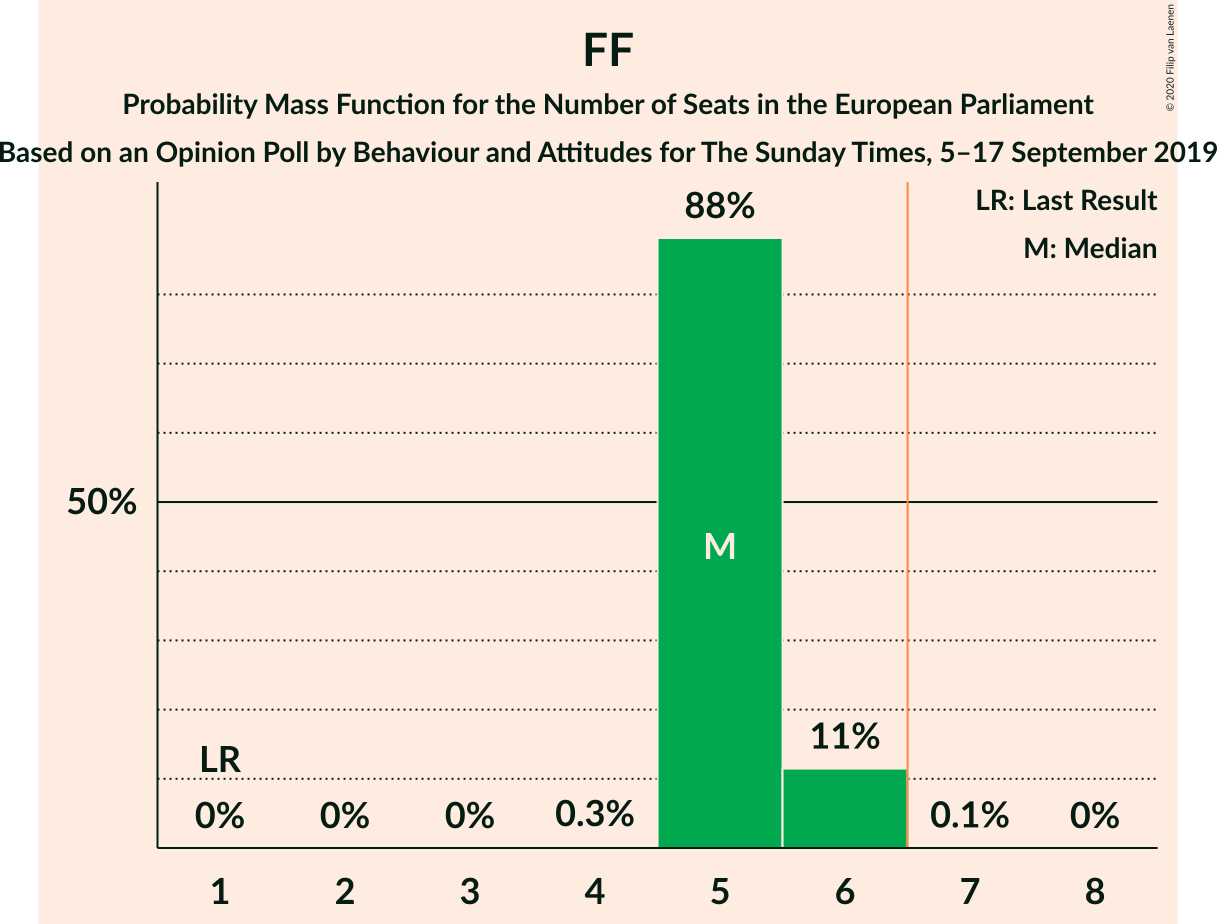 FF
Probability Mass Function for the Number of Seats in the European Parliament
Based on an Opinion Poll by Behaviour and Attitudes for The Sunday Times, 5–17 September 2019
© 2020 Filip van Laenen
LR: Last Result
M: Median
88%
50%
M
11%
LR
0% 0% 0% 0.3% 0.1% 0%
1 2 3 4 5 6 7 8